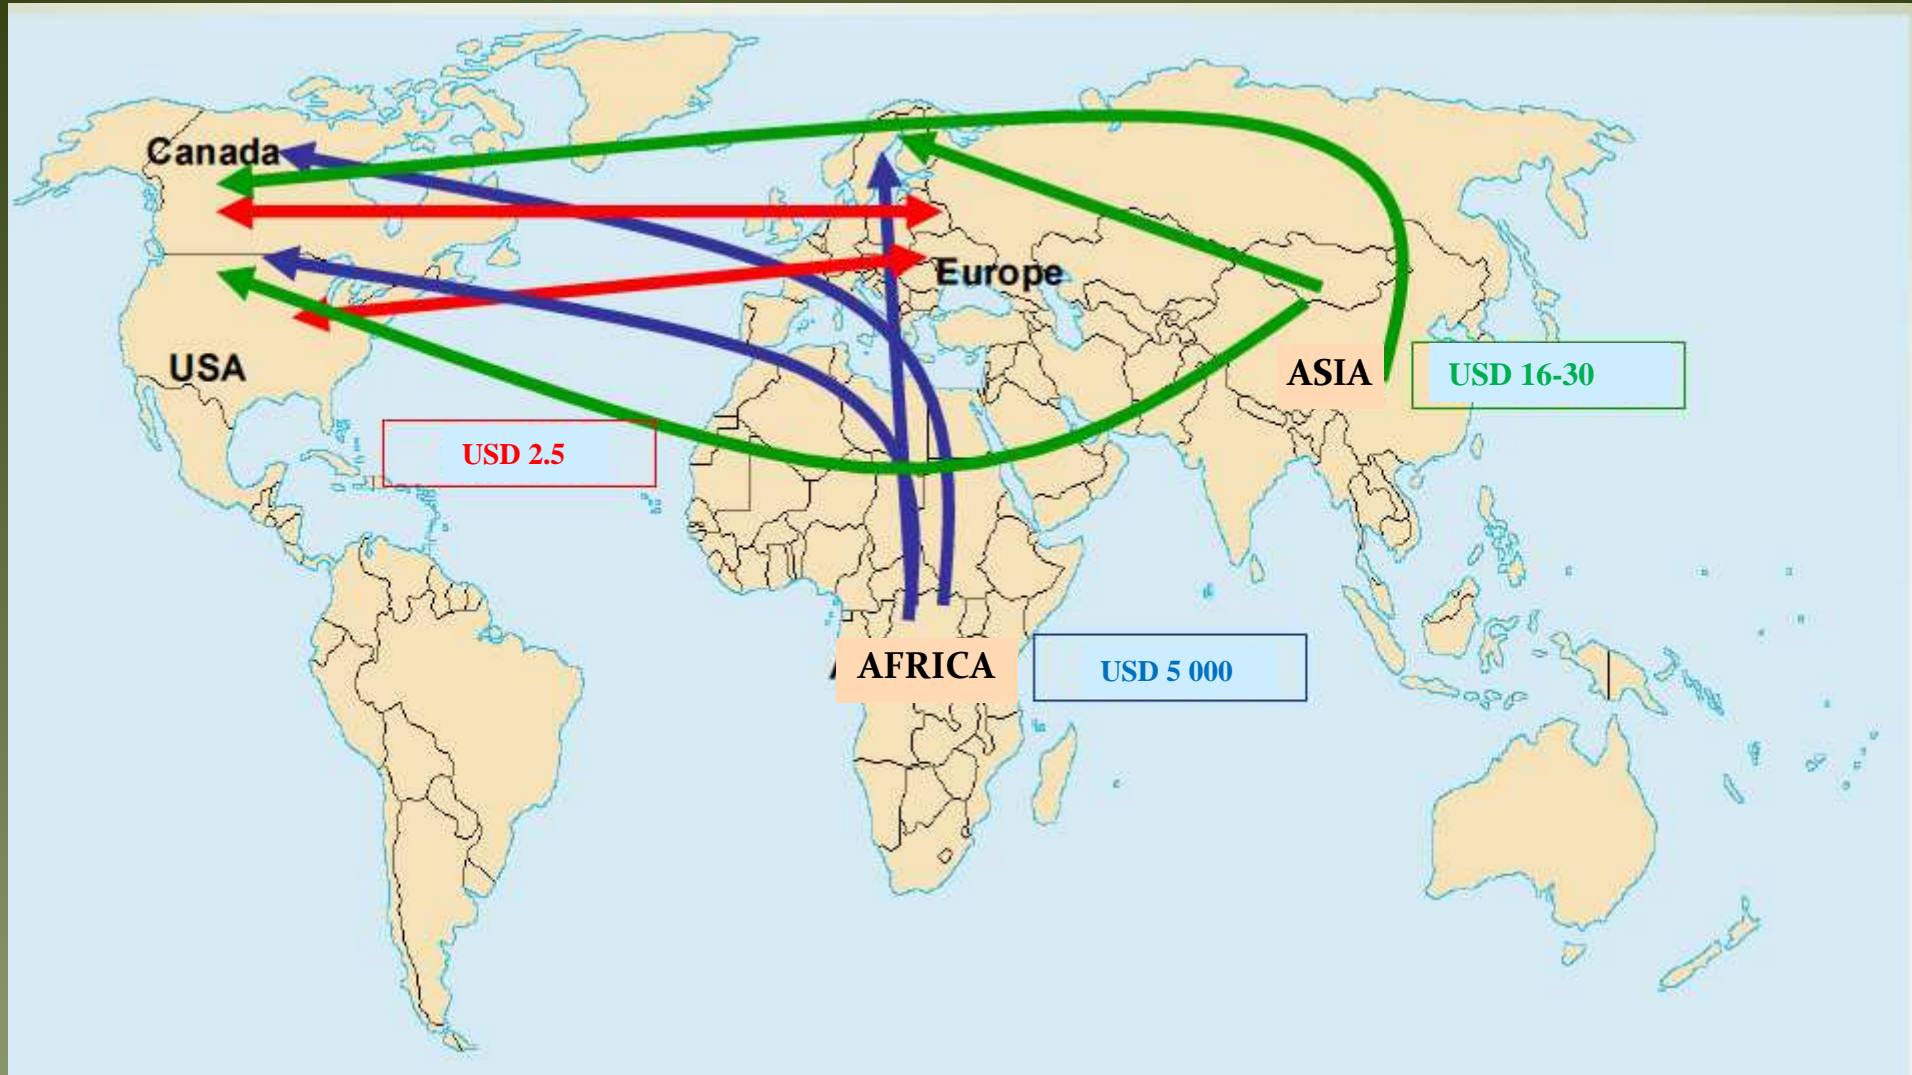 Canada
Europe
USA
ASIA
USD 16-30
USD 2.5
AFRICA
USD 5 000